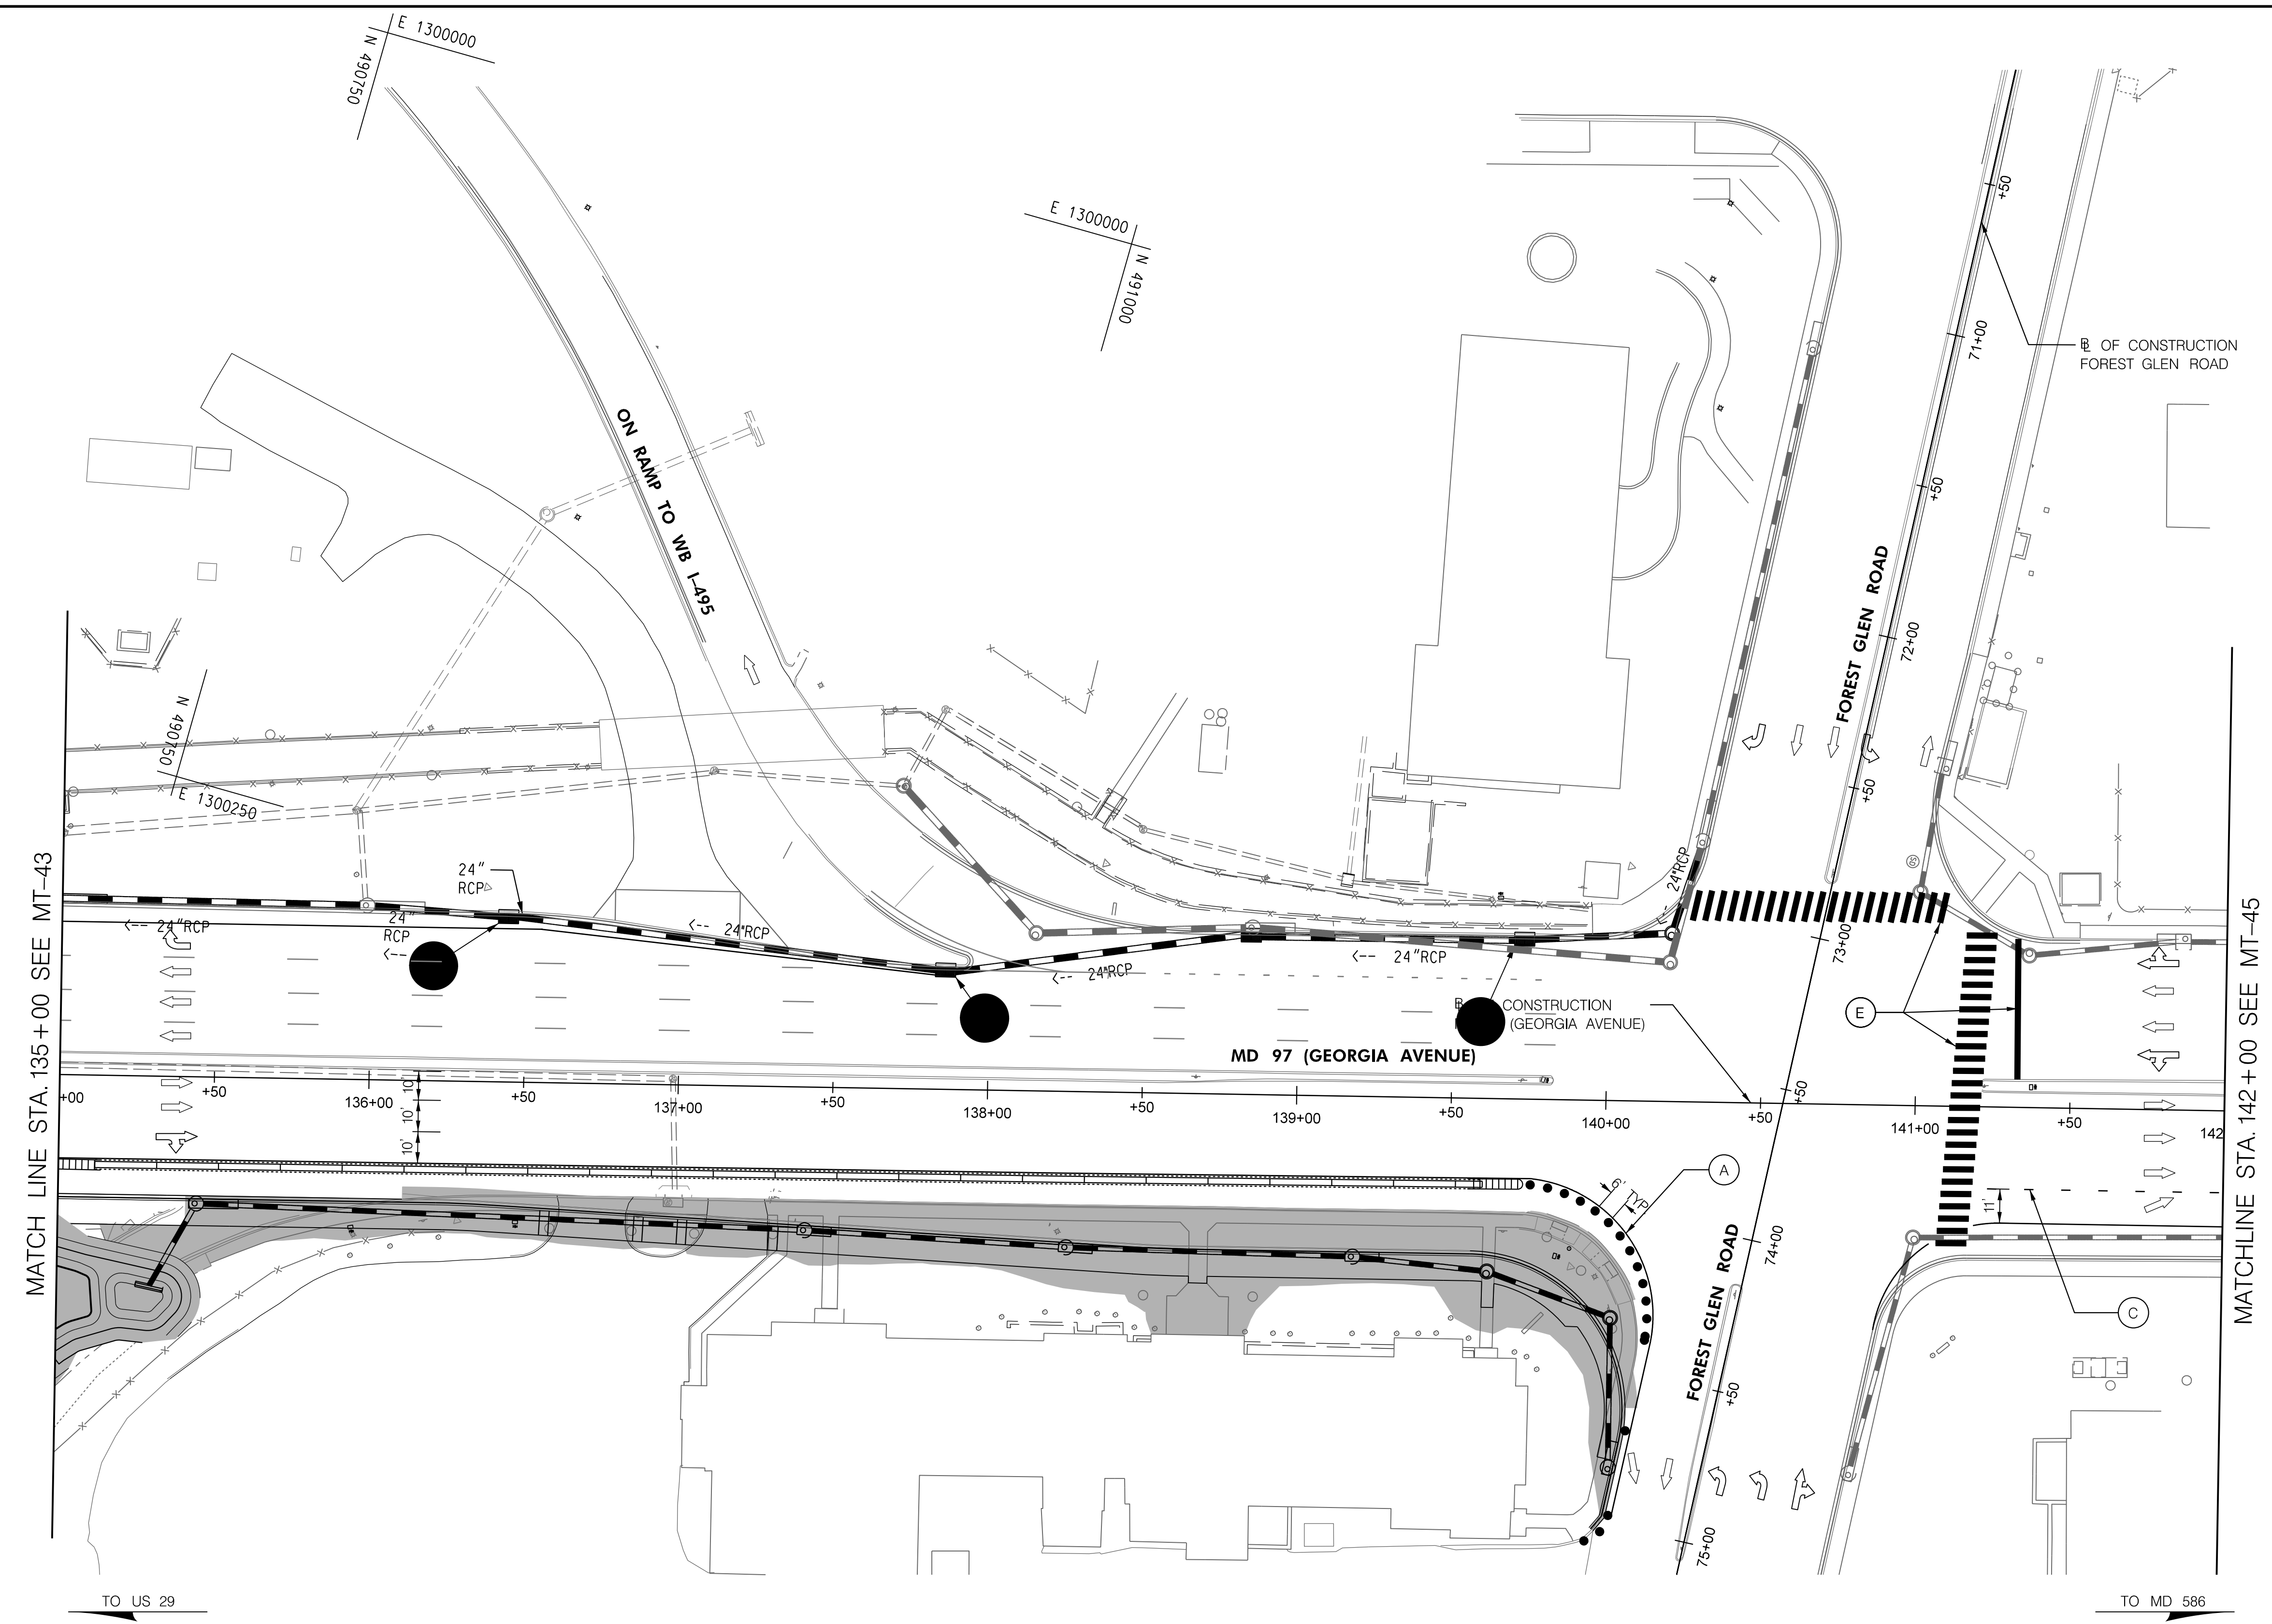 E 1300000
N 490750
E 1300000
N 491000
+50
71+00
℄ OF CONSTRUCTION
FOREST GLEN ROAD
ON RAMP TO WB I-495
+50
FOREST GLEN ROAD
72+00
N 490750
E 1300250
+50
MATCH LINE STA. 135+00 SEE MT-43
24"
RCP
24"RCP
<-- 24"RCP
24"
RCP
<--
<-- 24"RCP
<-- 24"RCP
<-- 24"RCP
73+00
SD
MATCHLINE STA. 142+00 SEE MT-45
CONSTRUCTION
(GEORGIA AVENUE)
E
MD 97 (GEORGIA AVENUE)
+00
+50
136+00
+50
137+00
+50
138+00
+50
139+00
+50
140+00
+50
+50
141+00
+50
142
10'
10'
10'
6' TYP
A
11'
74+00
FOREST GLEN ROAD
C
+50
75+00
TO US 29
TO MD 586